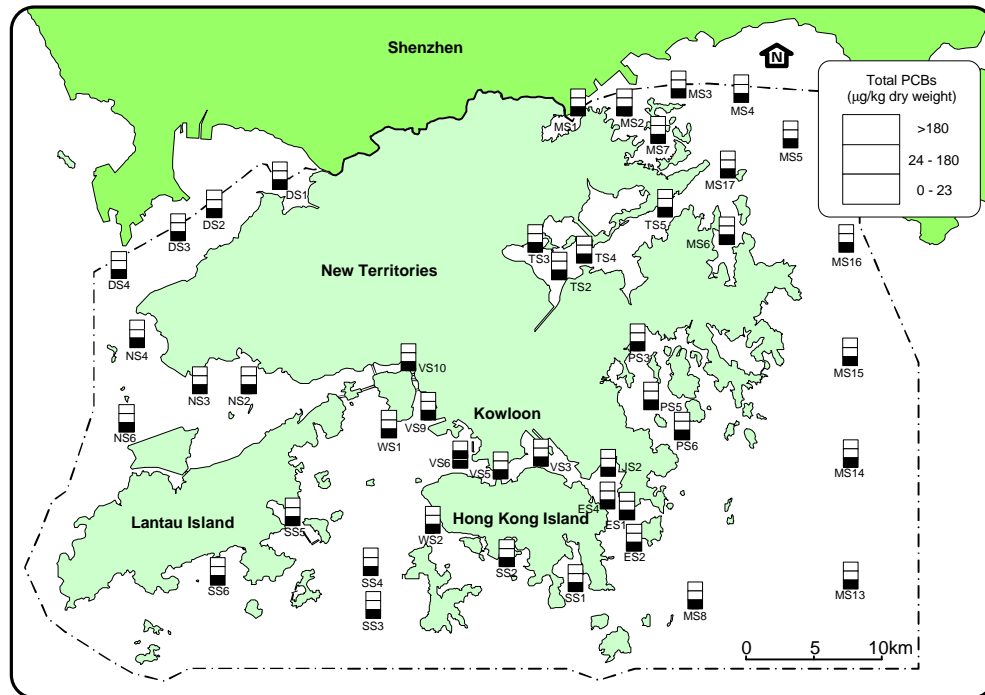 Shenzhen
N
Total PCBs
(µg/kg dry weight)
>180
24 - 180
0 - 23
MS1
MS2
MS3
MS4
MS7
MS5
MS17
DS1
DS2
DS3
DS4
TS5
MS6
TS3
TS4
TS2
MS16
New Territories
NS4
PS3
MS15
VS10
NS3
NS2
PS5
Kowloon
NS6
VS9
WS1
PS6
VS6
VS5
VS3
JS2
MS14
Lantau Island
SS5
Hong Kong Island
WS2
ES4
ES1
ES2
SS4
SS2
SS6
SS1
MS13
SS3
MS8
0
5
10km